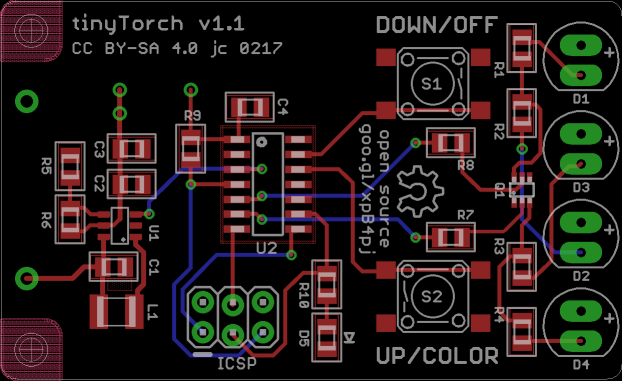 tinyTorch v1.1
CC BY-SA 4.0 jc 0217
DOWN/OFF
S1
R1
R2
D1
+
R9
C4
C3
C2
R5
R6
U1
C1
L1
U2
open source
goo.gl/xpB4pj
R8
R7
Q1
D3
+
D2
+
R3
R4
D4
+
S2
R10
D5
ICSP
UP/COLOR